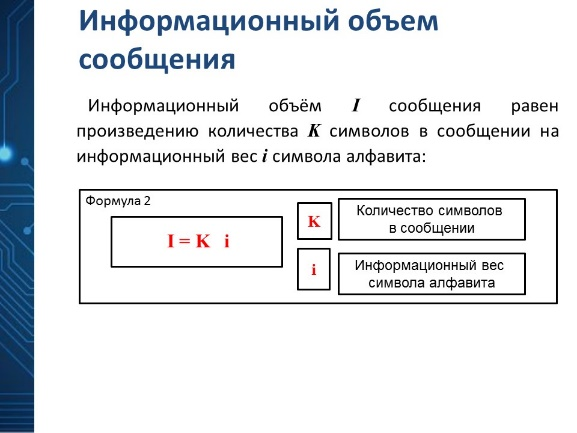 Информационный объем
сообщения
Информационный объём I сообщения равен
произведению количества K символов в сообщении на
информационный вес i символа алфавита:
Формула 2
I = K i
K
Количество символов
в сообщении
i
Информационный вес
символа алфавита